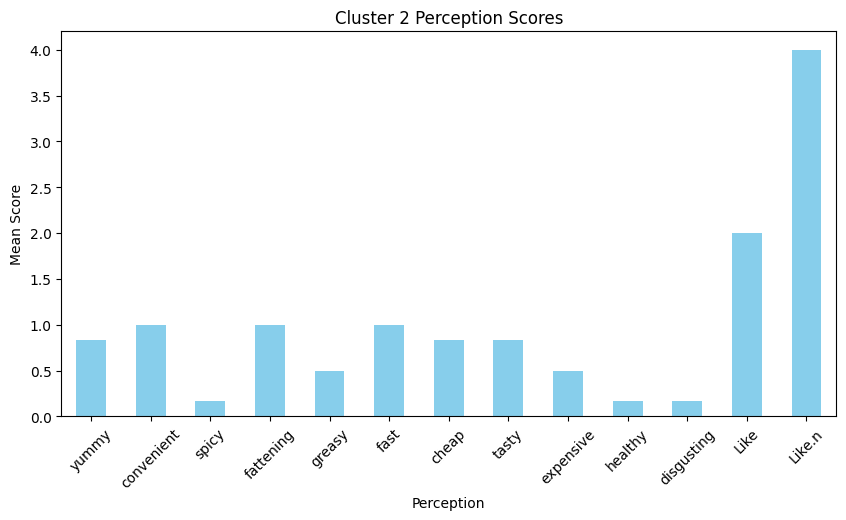 Cluster 2 Perception Scores
Mean Score
4.0
3.5
3.0
2.5
2.0
1.5
1.0
0.5
0.0
yummy
convenient
spicy
fattening
greasy
fast
cheap
tasty
expensive
healthy
disgusting
Like
Like.n
Perception